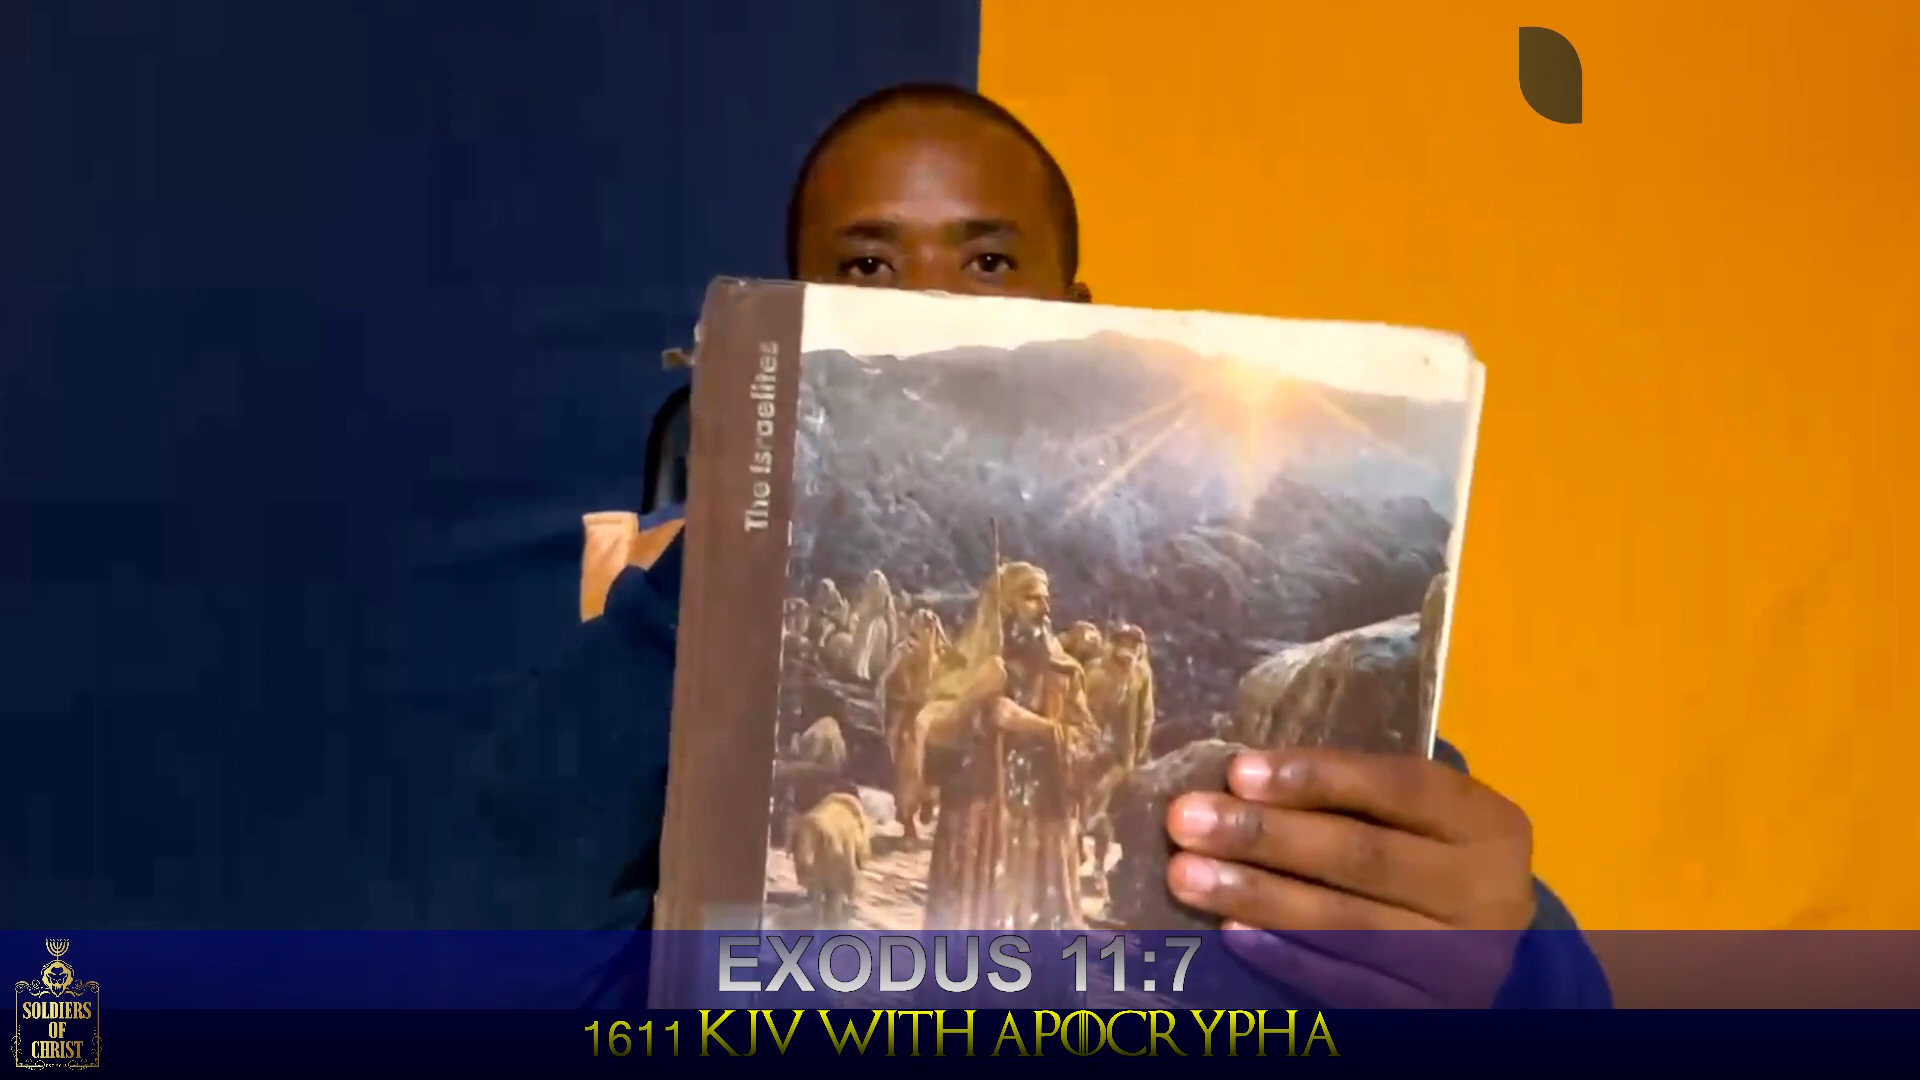 The Israelites
EXODUS 11:7
1611 KJV WITH APOCRYPHA
SOLDIERS
OF
CHRIST